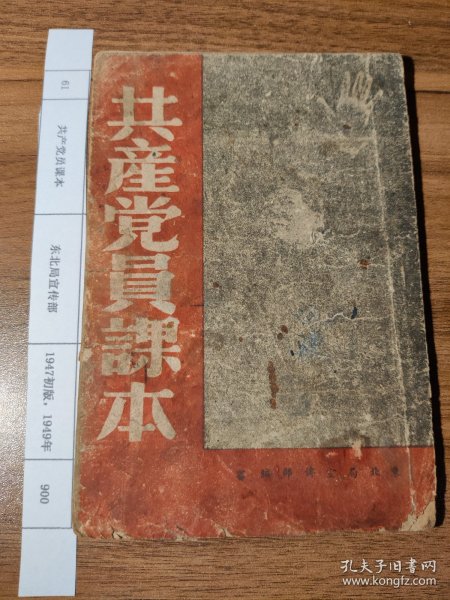 61
共产党员课本
东北局宣传部
1947初版，1949年
900
共產党員課本
東北局宣傳部編審
孔夫子旧书网
www.kongfz.com